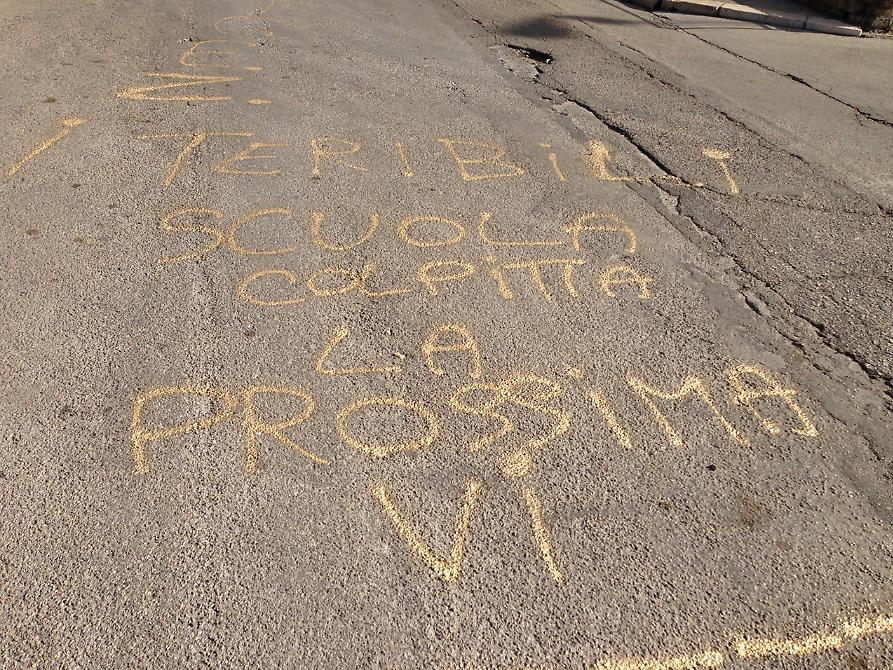 I TERIBiLi
SCUOLA
COLPITTA
LA
PROSSiMA
VI